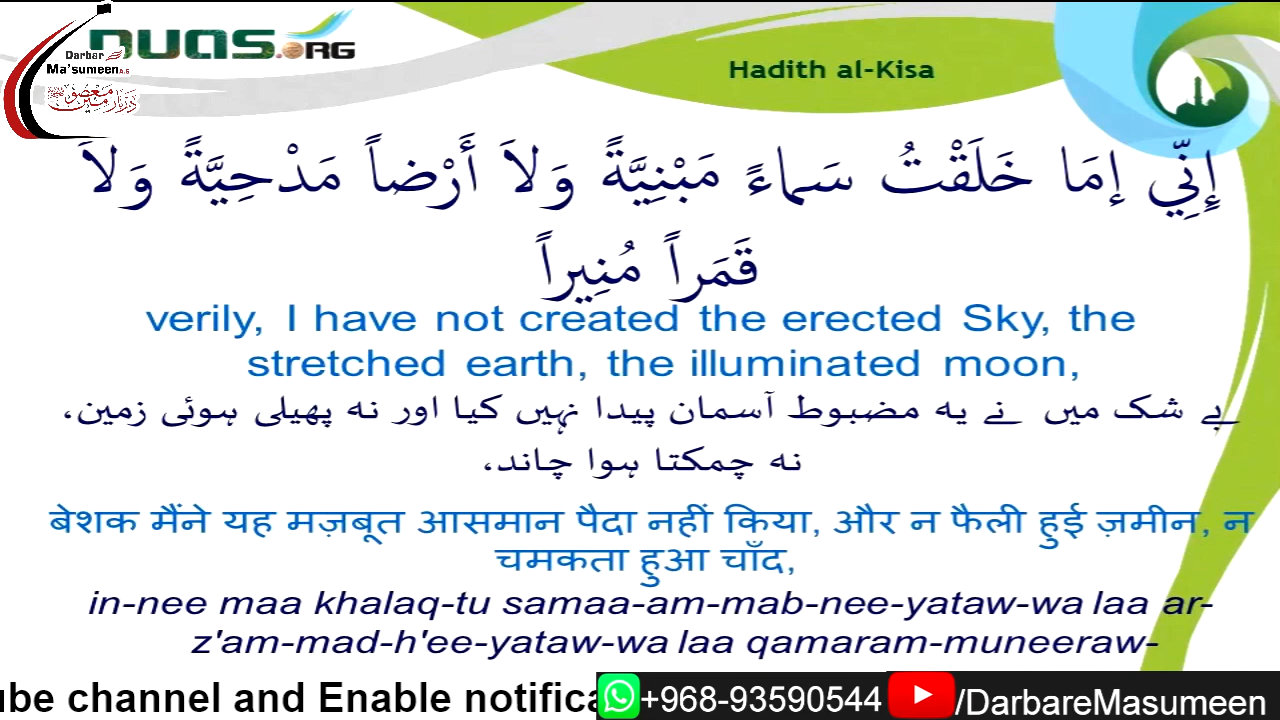 DUAS.ORG
Darbar
Ma'sumeen A.S
دربار معصومین
Hadith al-Kisa
إِنِّي إمَا خَلَقْتُ سَماءً مَبْنِيَّةً وَلاَ أَرْضاً مَدْحِيَّةً وَلاَ
قَمَراً مُنِيراً
verily, I have not created the erected Sky, the
stretched earth, the illuminated moon,
بے شک میں نے یہ مضبوط آسمان پیدا نہیں کیا اور نہ پھیلی ہوئی زمین،
نہ چمکتا ہوا چاند،
बेशक मैंने यह मज़बूत आसमान पैदा नहीं किया, और न फैली हुई ज़मीन, न
चमकता हुआ चाँद,
in-nee maa khalaq-tu samaa-am-mab-nee-yataw-wa laa ar-
z'am-mad-h'ee-yataw-wa laa qamaram-muneeraw-
ube channel and Enable notifica +968-93590544 /DarbareMasumeen